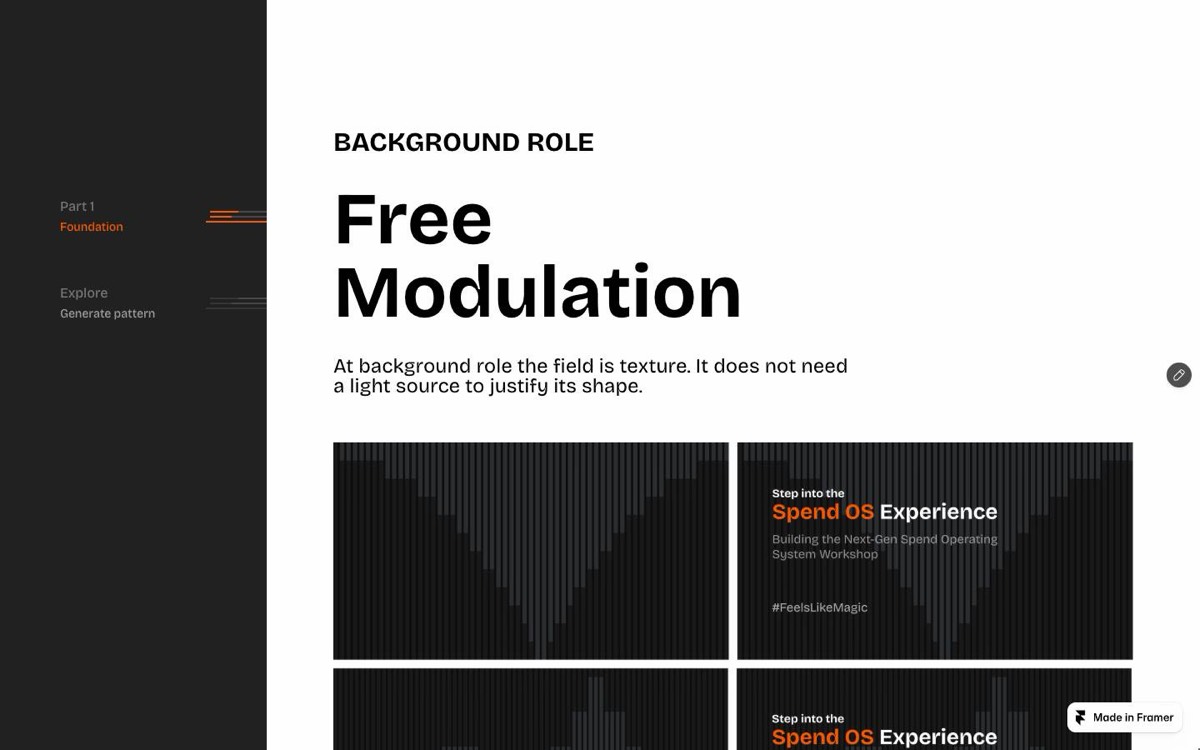 Part 1
Foundation
Explore
Generate pattern
BACKGROUND ROLE
Free
Modulation
At background role the field is texture. It does not need
a light source to justify its shape.
Step into the
Spend OS Experience
Building the Next-Gen Spend Operating
System Workshop
#FeelsLikeMagic
Step into the
Spend OS Experience
Made in Framer